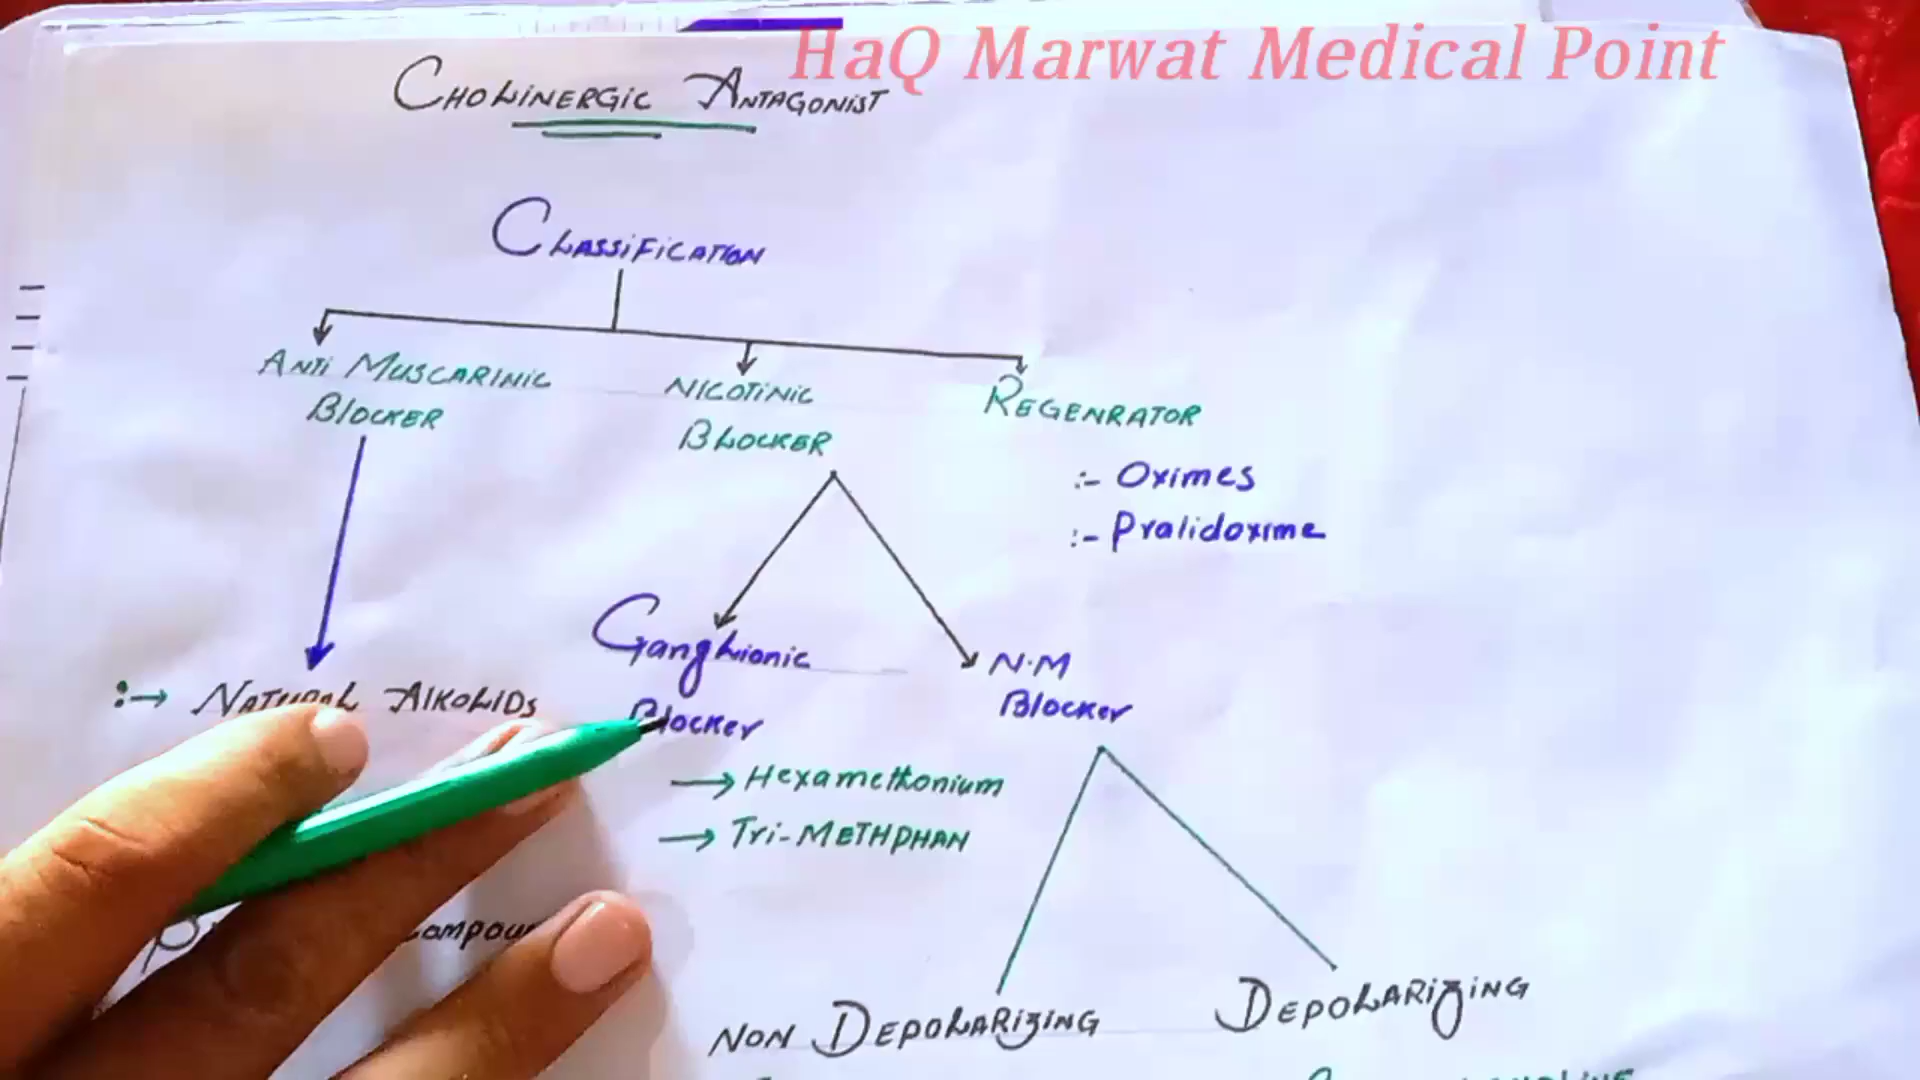 HaQ Marwat Medical Point
CHOLINERGIC ANTAGONIST
CLASSIFICATION
ANTI MUSCARINIC
BLOCKER
NICOTINIC
BLOCKER
REGENRATOR
:- Oximes
:- Pralidoxime
Ganglionic
Blocker
N.M
Blocker
:→ NATURAL AlKOLIDS
→ Hexamethonium
→ Tri-METHPHAN
NON DEPOLARIZING
DEPOLARIZING